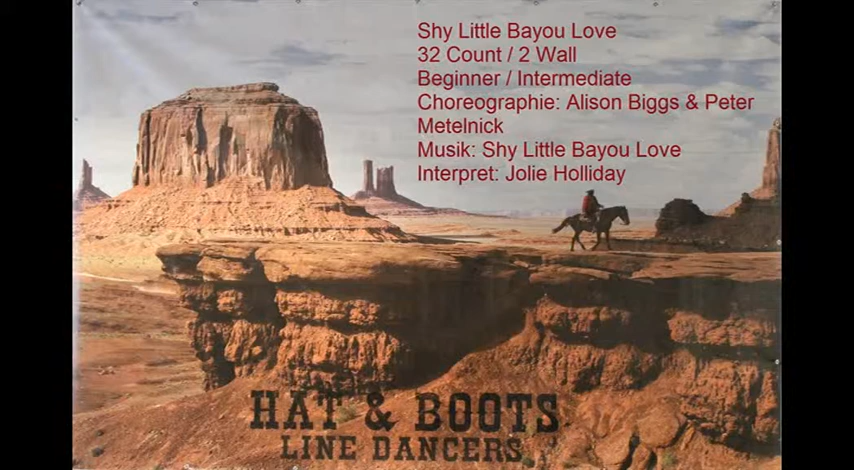 Shy Little Bayou Love
32 Count / 2 Wall
Beginner / Intermediate
Choreographie: Alison Biggs & Peter
Metelnick
Musik: Shy Little Bayou Love
Interpret: Jolie Holliday
HAT & BOOTS
LINE DANCERS